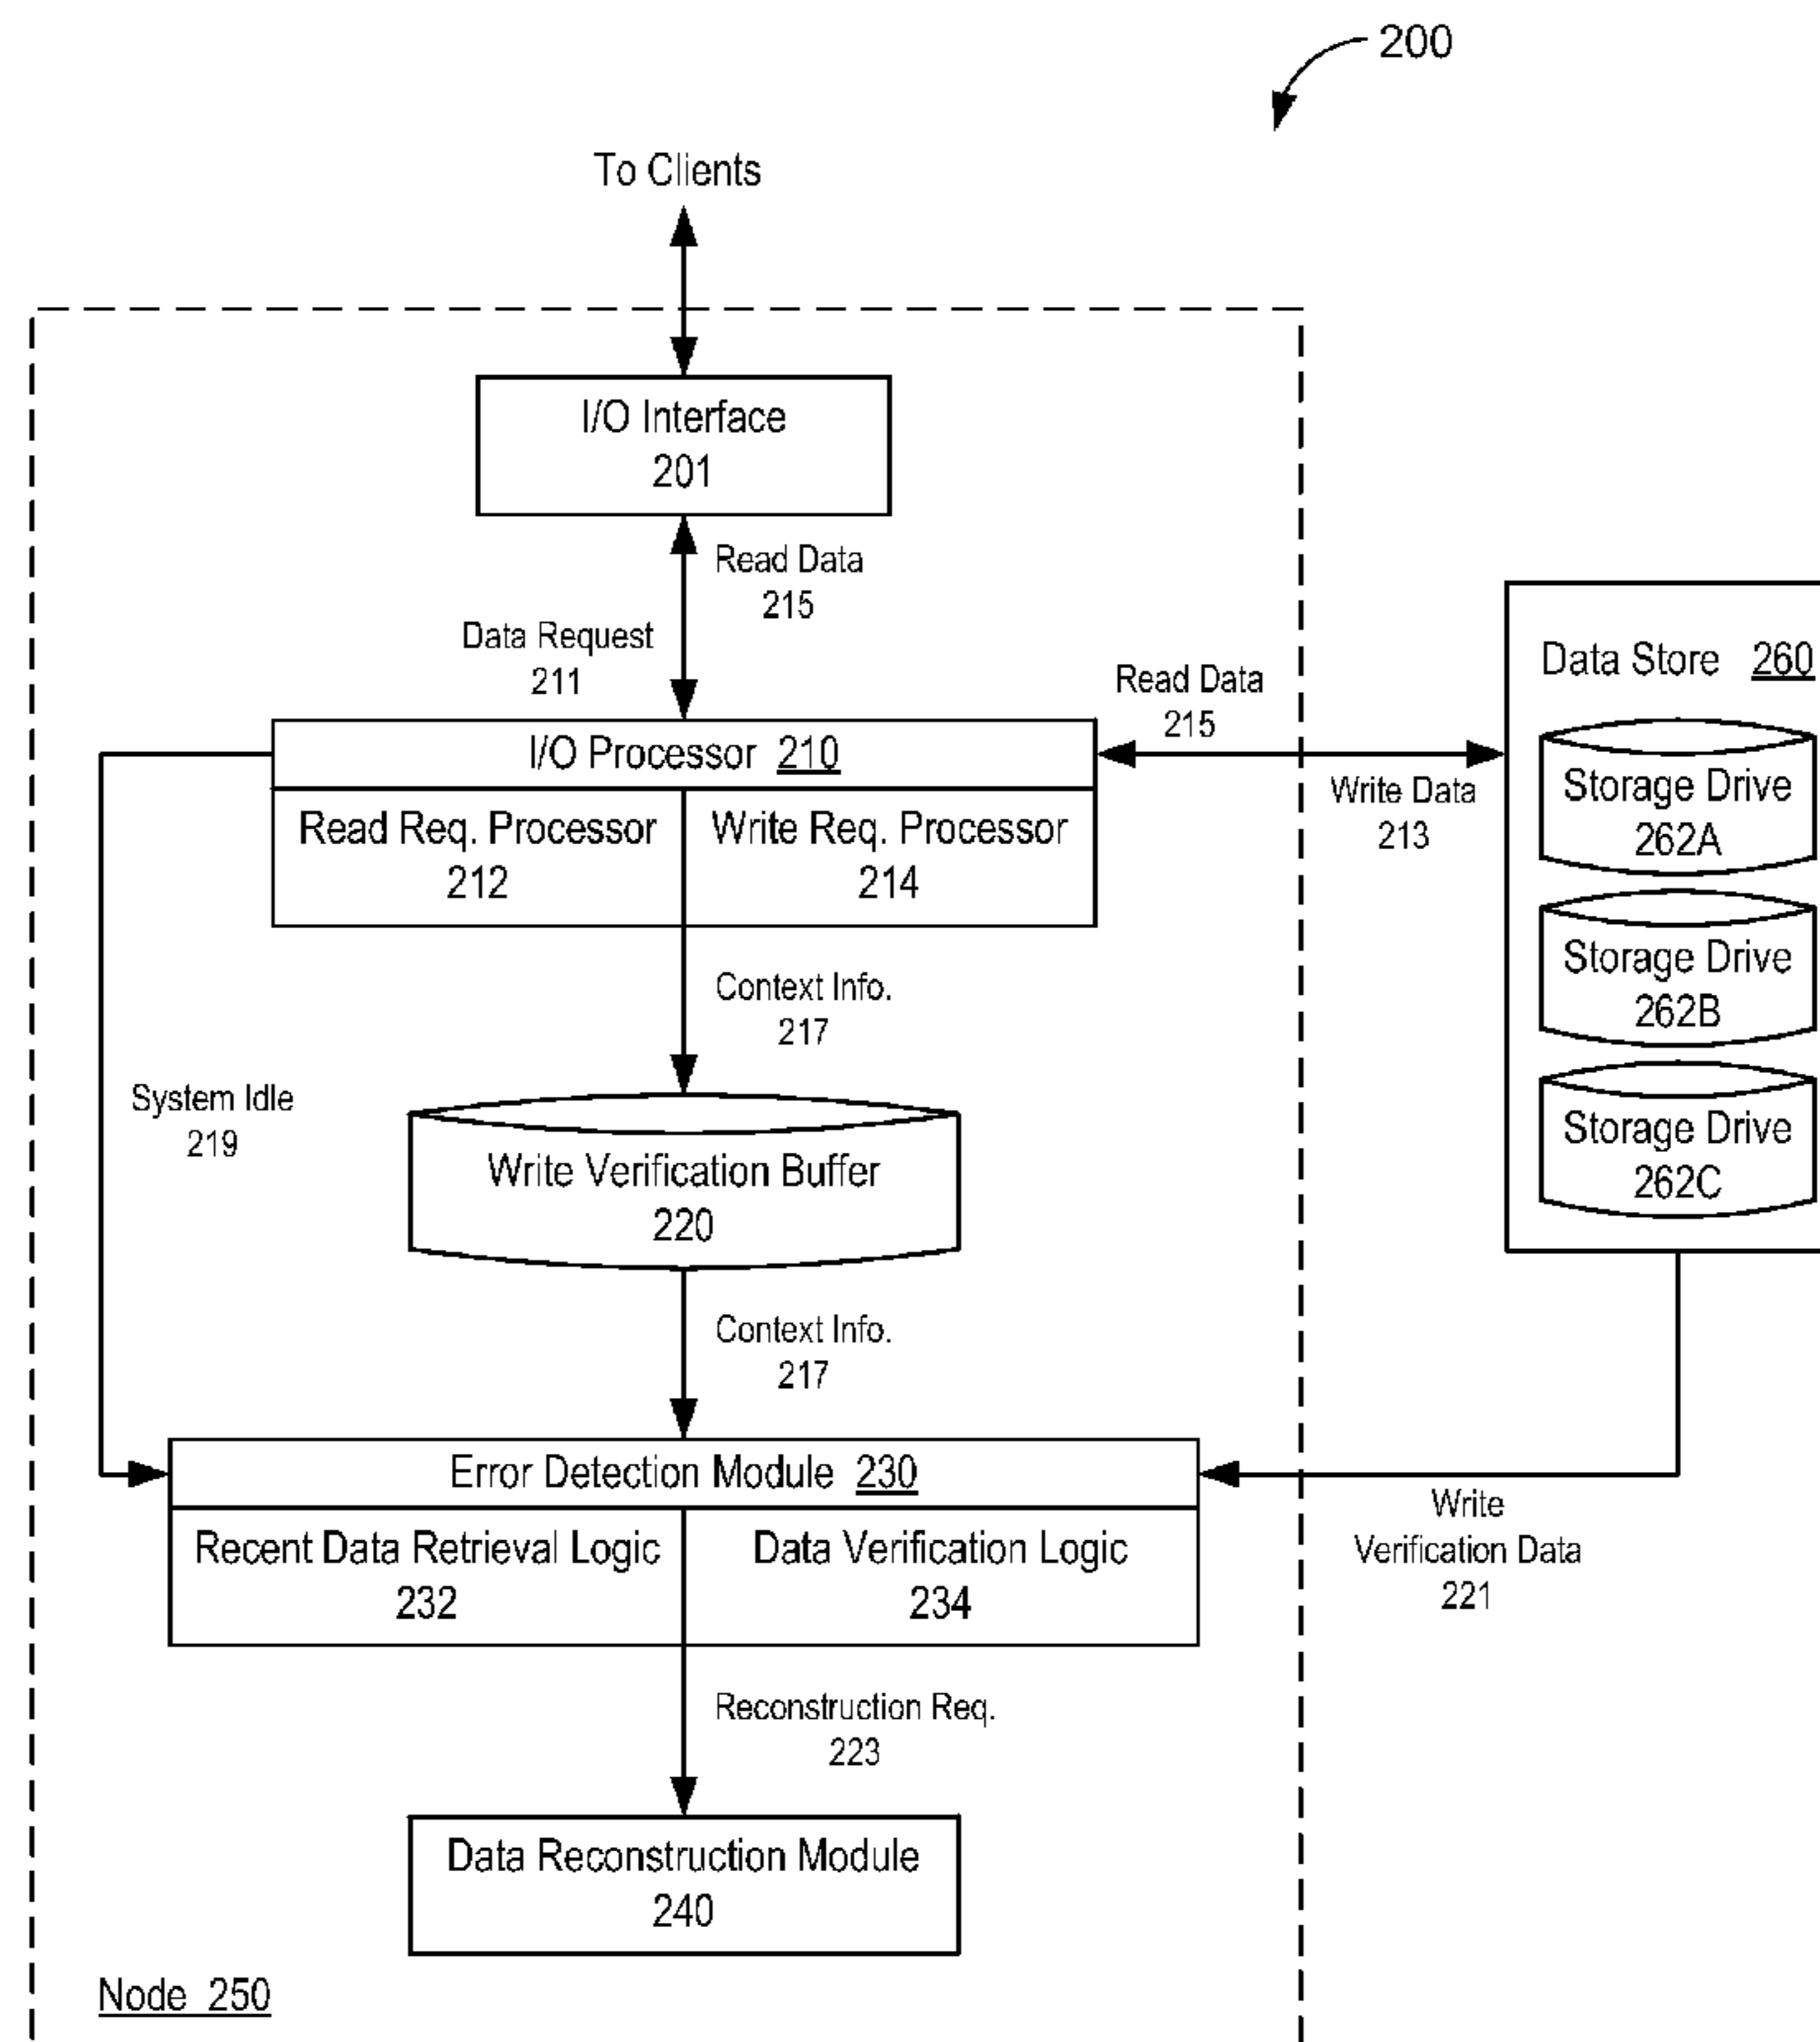 200
To Clients
I/O Interface
201
Read Data
215
Data Request
211
Read Data
215
Write Data
213
Data Store 260
Storage Drive
262A
Storage Drive
262B
Storage Drive
262C
I/O Processor 210
Read Req. Processor
212
Write Req. Processor
214
Context Info.
217
System Idle
219
Write Verification Buffer
220
Context Info.
217
Error Detection Module 230
Recent Data Retrieval Logic
232
Data Verification Logic
234
Write
Verification Data
221
Reconstruction Req.
223
Data Reconstruction Module
240
Node 250